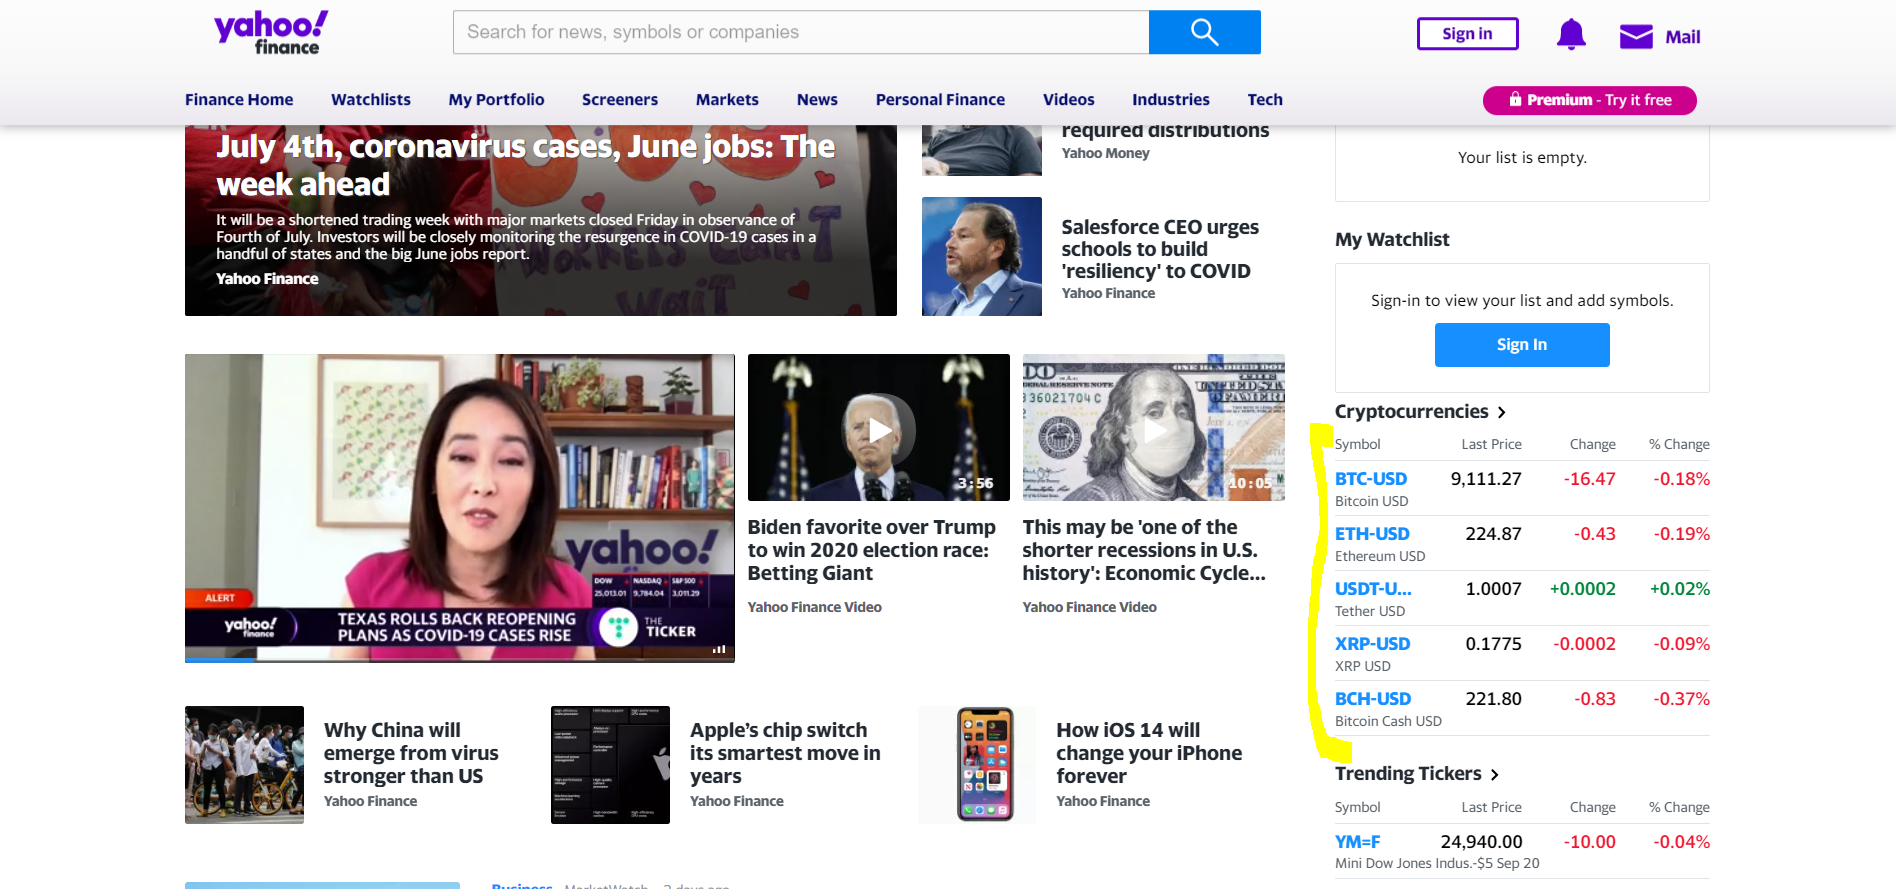 yahoo!
finance
Search for news, symbols or companies
Sign in
Mail
Finance Home
Watchlists
My Portfolio
Screeners
Markets
News
Personal Finance
Videos
Industries
Tech
Premium - Try it free
July 4th, coronavirus cases, June jobs: The
week ahead
It will be a shortened trading week with major markets closed Friday in observance of
Fourth of July. Investors will be closely monitoring the resurgence in COVID-19 cases in a
handful of states and the big June jobs report.
Yahoo Finance
WORKERS CAN'T
WAIT
required distributions
Yahoo Money
Salesforce CEO urges
schools to build
'resiliency' to COVID
Yahoo Finance
yahoo!
DOW NASDAQ S&P 500
25,013.01 9,784.04 3,011.29
ALERT
yahoo!
finance
TEXAS ROLLS BACK REOPENING
PLANS AS COVID-19 CASES RISE
THE
TICKER
3:56
Biden favorite over Trump
to win 2020 election race:
Betting Giant
Yahoo Finance Video
36021704 C
10:05
This may be 'one of the
shorter recessions in U.S.
history': Economic Cycle...
Yahoo Finance Video
Why China will
emerge from virus
stronger than US
Yahoo Finance
Apple’s chip switch
its smartest move in
years
Yahoo Finance
How iOS 14 will
change your iPhone
forever
Yahoo Finance
Business MarketWatch 2 days ago
Your list is empty.
My Watchlist
Sign-in to view your list and add symbols.
Sign In
Cryptocurrencies
Symbol Last Price Change % Change
BTC-USD 9,111.27 -16.47 -0.18%
Bitcoin USD
ETH-USD 224.87 -0.43 -0.19%
Ethereum USD
USDT-U... 1.0007 +0.0002 +0.02%
Tether USD
XRP-USD 0.1775 -0.0002 -0.09%
XRP USD
BCH-USD 221.80 -0.83 -0.37%
Bitcoin Cash USD
Trending Tickers
Symbol Last Price Change % Change
YM=F 24,940.00 -10.00 -0.04%
Mini Dow Jones Indus.-$5 Sep 20